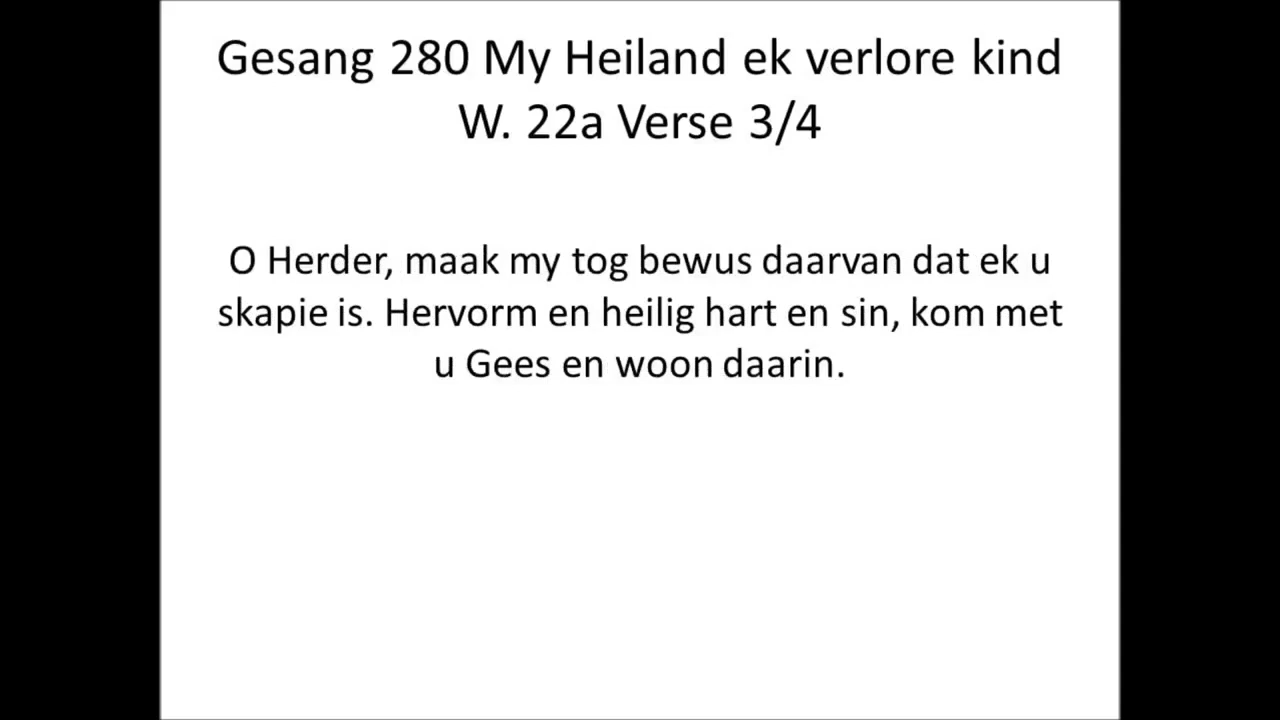 Gesang 280 My Heiland ek verlore kind
W. 22a Verse 3/4
O Herder, maak my tog bewus daarvan dat ek u
skapie is. Hervorm en heilig hart en sin, kom met
u Gees en woon daarin.